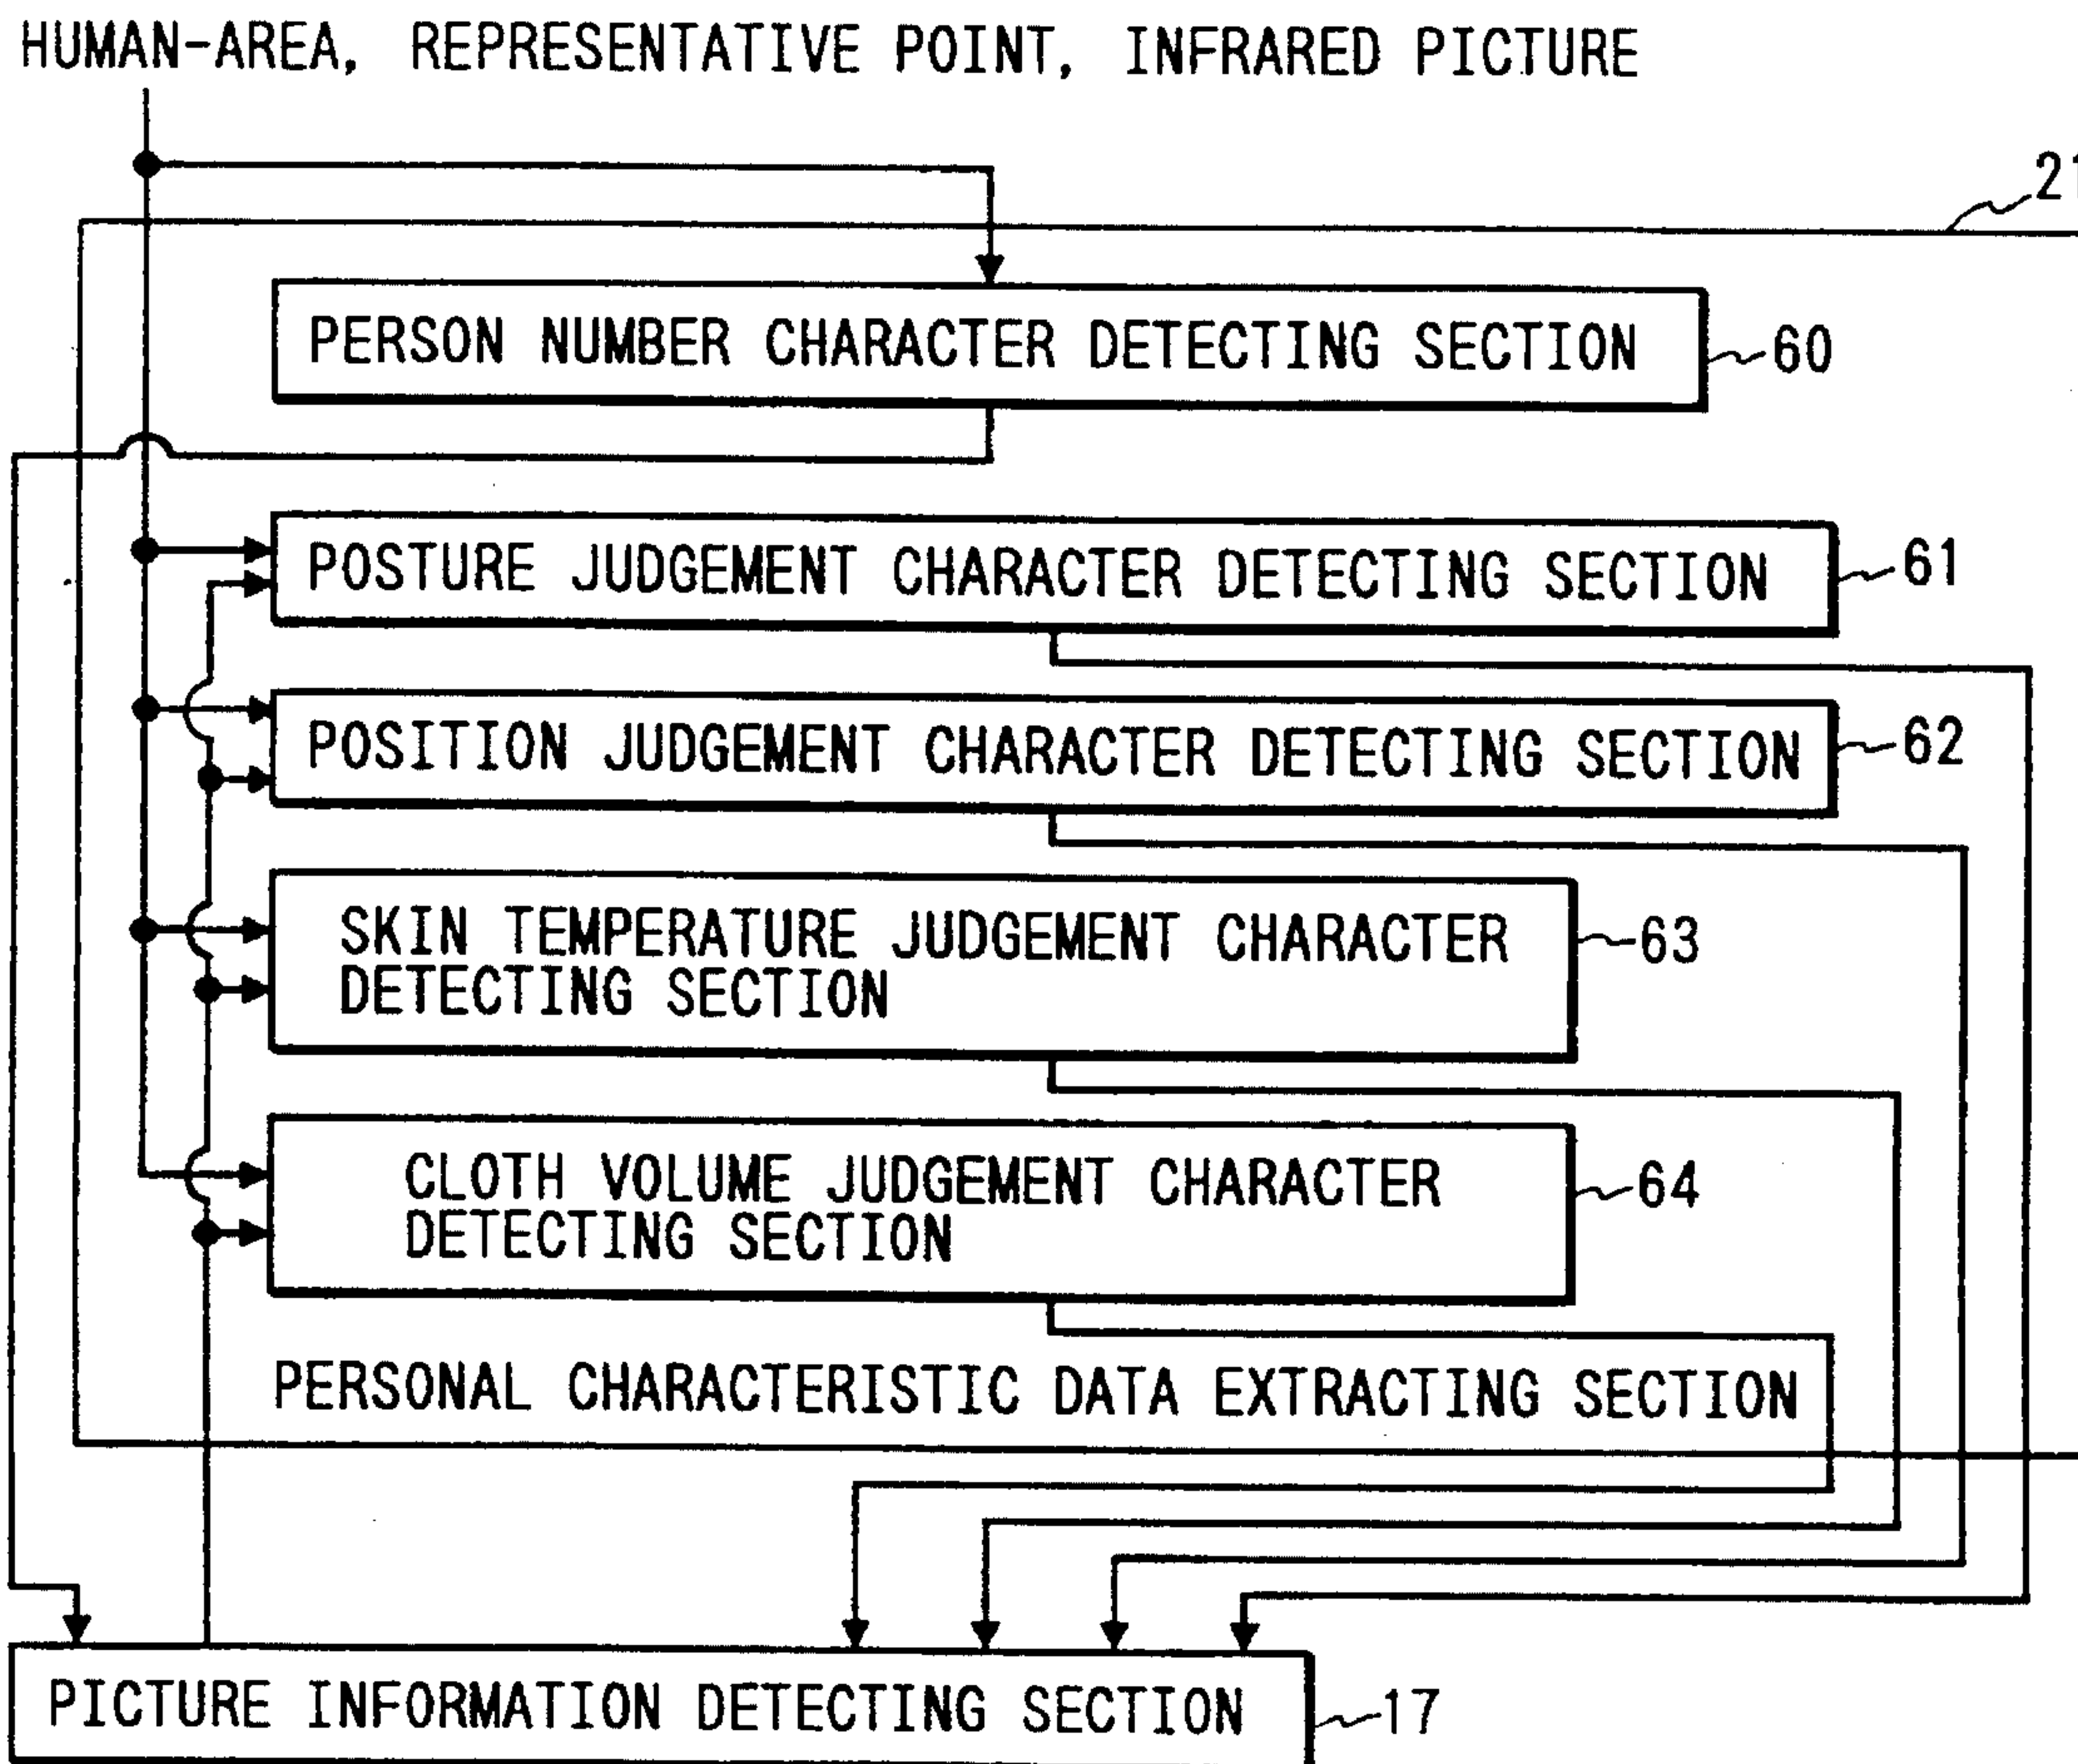 HUMAN-AREA, REPRESENTATIVE POINT, INFRARED PICTURE
21
PERSON NUMBER CHARACTER DETECTING SECTION
60
POSTURE JUDGEMENT CHARACTER DETECTING SECTION
61
POSITION JUDGEMENT CHARACTER DETECTING SECTION
62
SKIN TEMPERATURE JUDGEMENT CHARACTER
DETECTING SECTION
63
CLOTH VOLUME JUDGEMENT CHARACTER
DETECTING SECTION
64
PERSONAL CHARACTERISTIC DATA EXTRACTING SECTION
PICTURE INFORMATION DETECTING SECTION
17